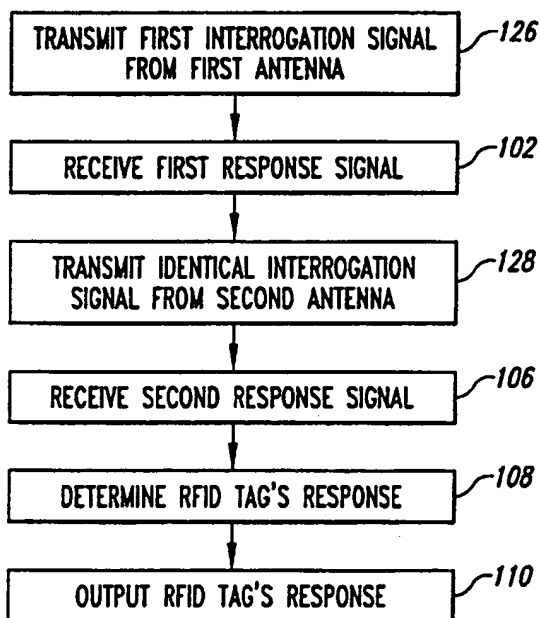 TRANSMIT FIRST INTERROGATION SIGNAL
FROM FIRST ANTENNA
126
RECEIVE FIRST RESPONSE SIGNAL
102
TRANSMIT IDENTICAL INTERROGATION
SIGNAL FROM SECOND ANTENNA
128
RECEIVE SECOND RESPONSE SIGNAL
106
DETERMINE RFID TAG'S RESPONSE
108
OUTPUT RFID TAG'S RESPONSE
110